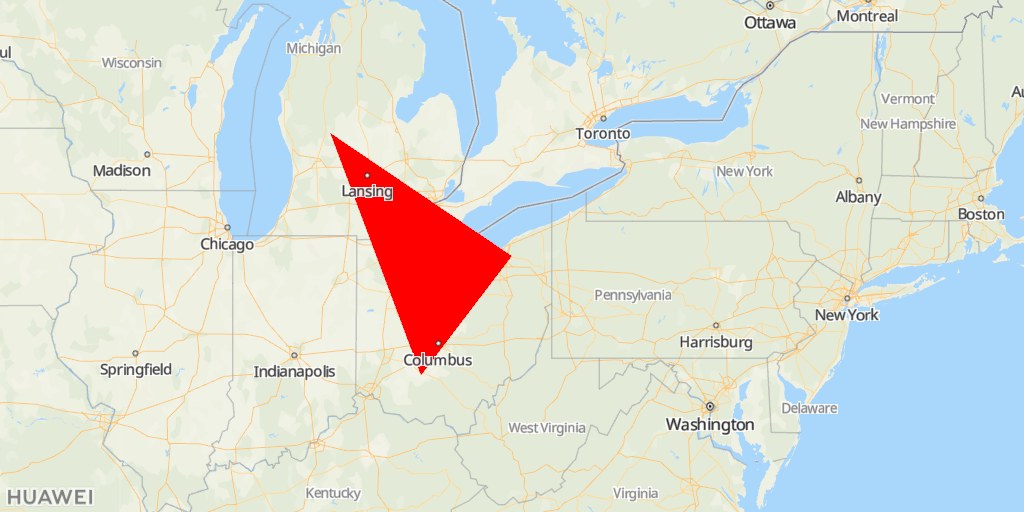 Ottawa
Montreal
ul
Michigan
Wisconsin
Au
Vermont
New Hampshire
Toronto
Madison
New York
Lansing
Albany
Boston
Chicago
Pennsylvania
New York
Harrisburg
Columbus
Springfield
Indianapolis
Delaware
Washington
West Virginia
Kentucky
Virginia
HUAWEI